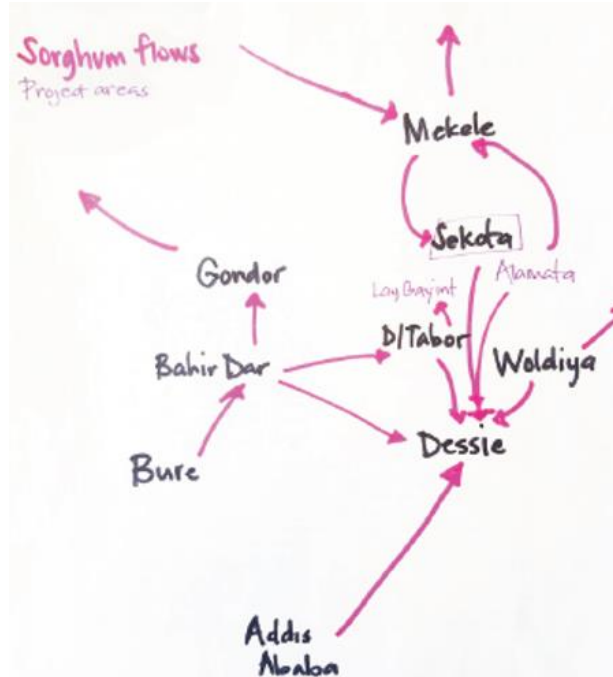 Sorghum flows
Project areas
Mekele
Sekota
Alamata
Gondor
Lay Gayint
D/Tabor
Bahir Dar
Woldiya
Dessie
Bure
Addis
Ababa